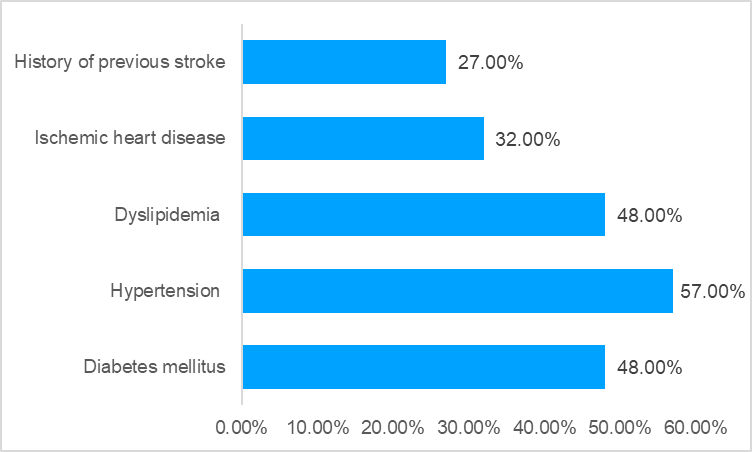 History of previous stroke 27.00%
Ischemic heart disease 32.00%
Dyslipidemia 48.00%
Hypertension 57.00%
Diabetes mellitus 48.00%
0.00% 10.00% 20.00% 30.00% 40.00% 50.00% 60.00%